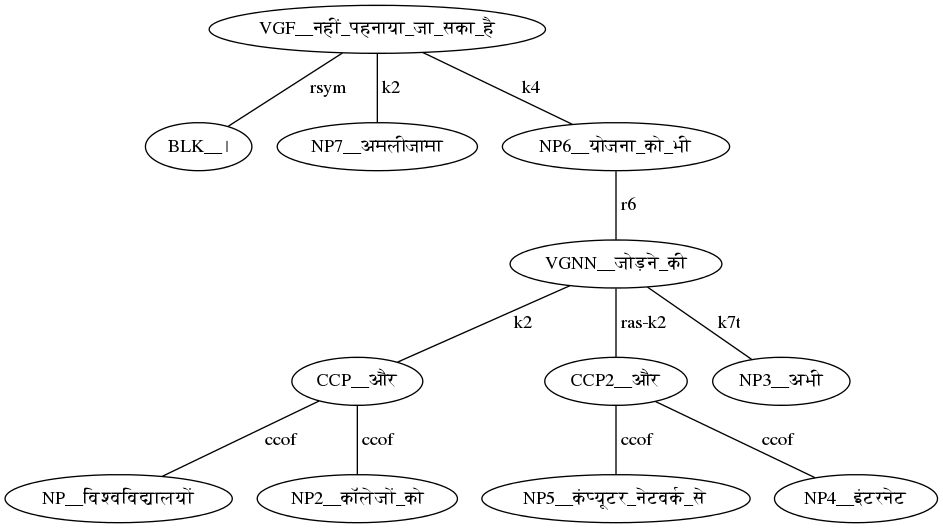 VGF__नहीं_पहनाया_जा_सका_है
rsym k2 k4
BLK__। NP7__अमलीजामा NP6__योजना_को_भी
r6
VGNN__जोड़ने_की
k2 ras-k2 k7t
CCP__और CCP2__और NP3__अभी
ccof ccof ccof ccof
NP__विश्वविद्यालयों NP2__कॉलेजों_को NP5__कंप्यूटर_नेटवर्क_से NP4__इंटरनेट